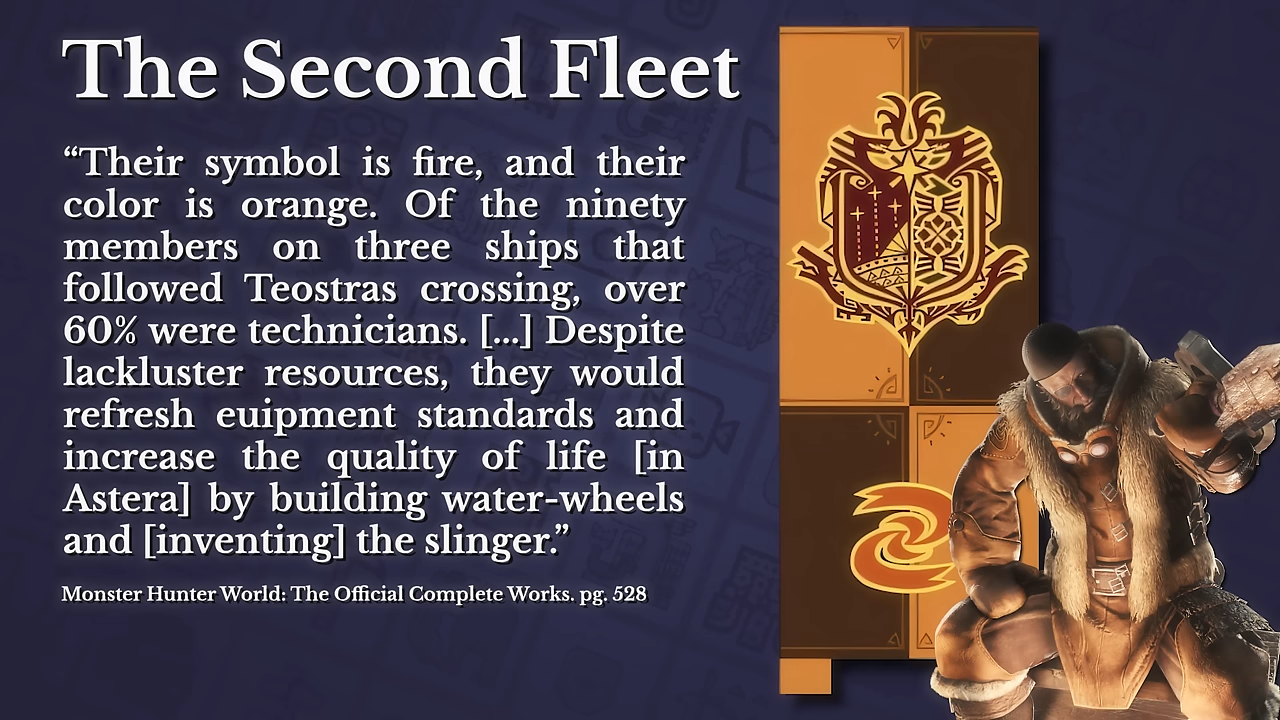 The Second Fleet
“Their symbol is fire, and their
color is orange. Of the ninety
members on three ships that
followed Teostras crossing, over
60% were technicians. [...] Despite
lackluster resources, they would
refresh euipment standards and
increase the quality of life [in
Astera] by building water-wheels
and [inventing] the slinger.”
Monster Hunter World: The Official Complete Works. pg. 528